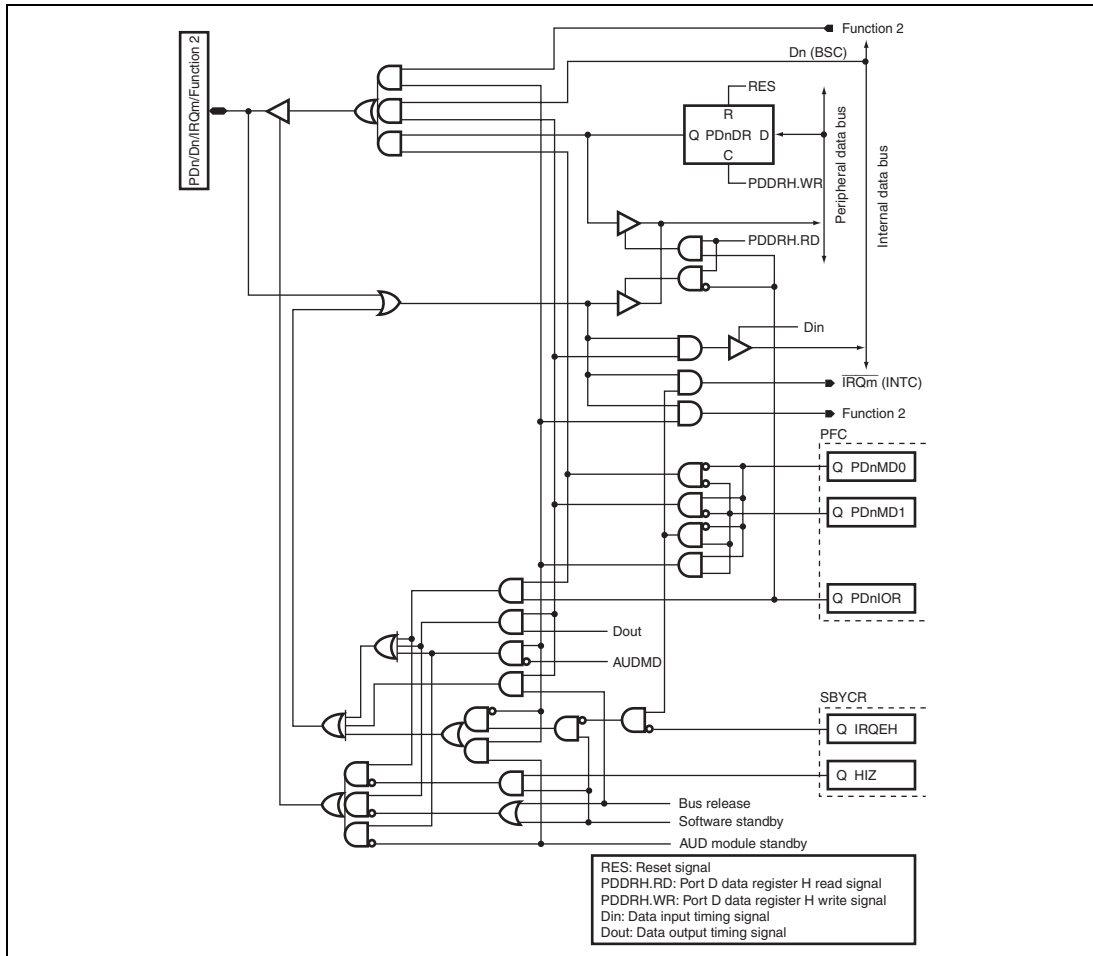 Function 2
Dn (BSC)
PDn/Dn/IRQm/Function 2
RES
R
Q PDnDR D
C
PDDRH.WR
Peripheral data bus
Internal data bus
PDDRH.RD
Din
IRQm (INTC)
Function 2
PFC
Q PDnMD0
Q PDnMD1
Q PDnIOR
Dout
AUDMD
SBYCR
Q IRQEH
Q HIZ
Bus release
Software standby
AUD module standby
RES: Reset signal
PDDRH.RD: Port D data register H read signal
PDDRH.WR: Port D data register H write signal
Din: Data input timing signal
Dout: Data output timing signal